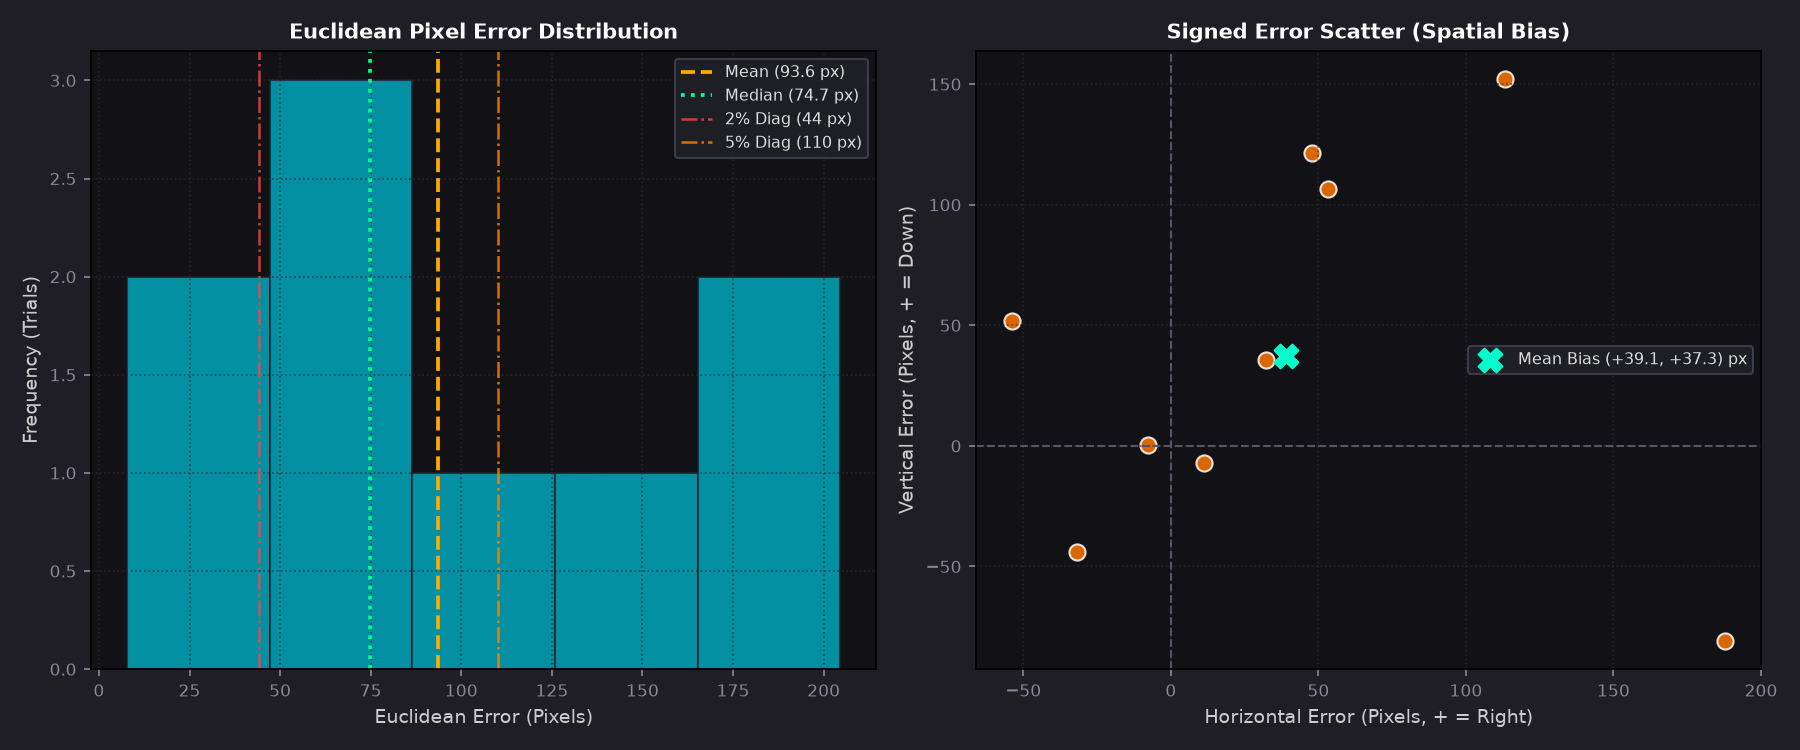 Euclidean Pixel Error Distribution
Mean (93.6 px)
Median (74.7 px)
2% Diag (44 px)
5% Diag (110 px)
Frequency (Trials)
3.0
2.5
2.0
1.5
1.0
0.5
0.0
0 25 50 75 100 125 150 175 200
Euclidean Error (Pixels)
Signed Error Scatter (Spatial Bias)
Mean Bias (+39.1, +37.3) px
Vertical Error (Pixels, + = Down)
150
100
50
0
−50
−50 0 50 100 150 200
Horizontal Error (Pixels, + = Right)